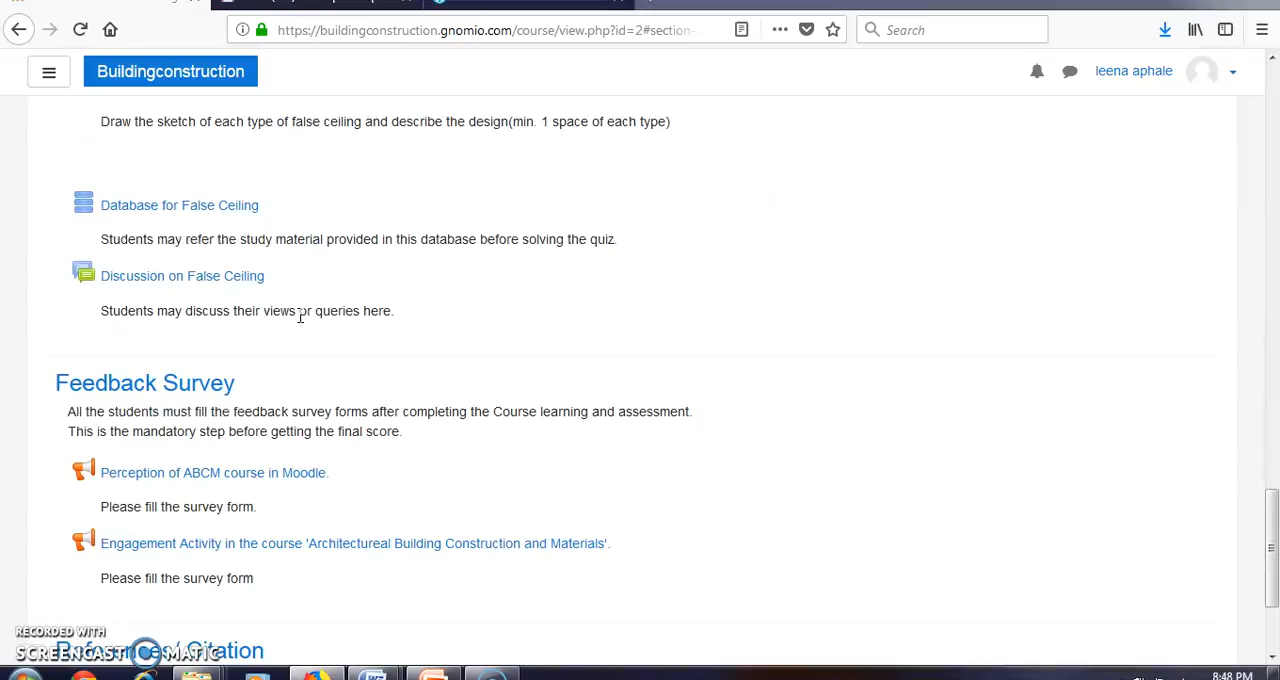 https://buildingconstruction.gnomio.com/course/view.php?id=2#section-
Search
Buildingconstruction
leena aphale
Draw the sketch of each type of false ceiling and describe the design(min. 1 space of each type)
Database for False Ceiling
Students may refer the study material provided in this database before solving the quiz.
Discussion on False Ceiling
Students may discuss their views or queries here.
Feedback Survey
All the students must fill the feedback survey forms after completing the Course learning and assessment.
This is the mandatory step before getting the final score.
Perception of ABCM course in Moodle.
Please fill the survey form.
Engagement Activity in the course 'Architectureal Building Construction and Materials'.
Please fill the survey form
RECORDED WITH
SCREENCAST MATIC
References/ Citation
8:48 PM